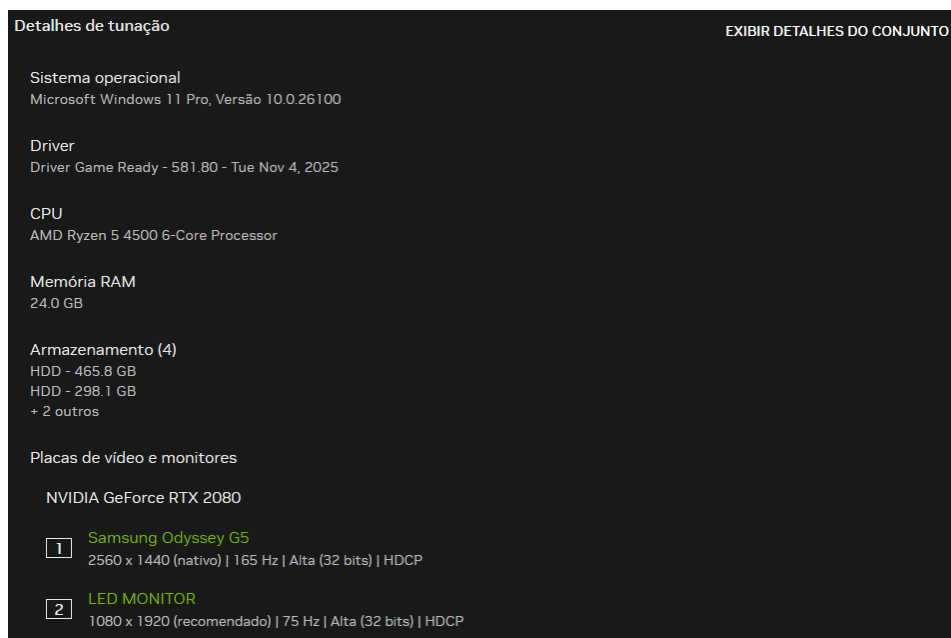 Detalhes de tunação
EXIBIR DETALHES DO CONJUNTO
Sistema operacional
Microsoft Windows 11 Pro, Versão 10.0.26100
Driver
Driver Game Ready - 581.80 - Tue Nov 4, 2025
CPU
AMD Ryzen 5 4500 6-Core Processor
Memória RAM
24.0 GB
Armazenamento (4)
HDD - 465.8 GB
HDD - 298.1 GB
+ 2 outros
Placas de vídeo e monitores
NVIDIA GeForce RTX 2080
1
Samsung Odyssey G5
2560 x 1440 (nativo) | 165 Hz | Alta (32 bits) | HDCP
2
LED MONITOR
1080 x 1920 (recomendado) | 75 Hz | Alta (32 bits) | HDCP